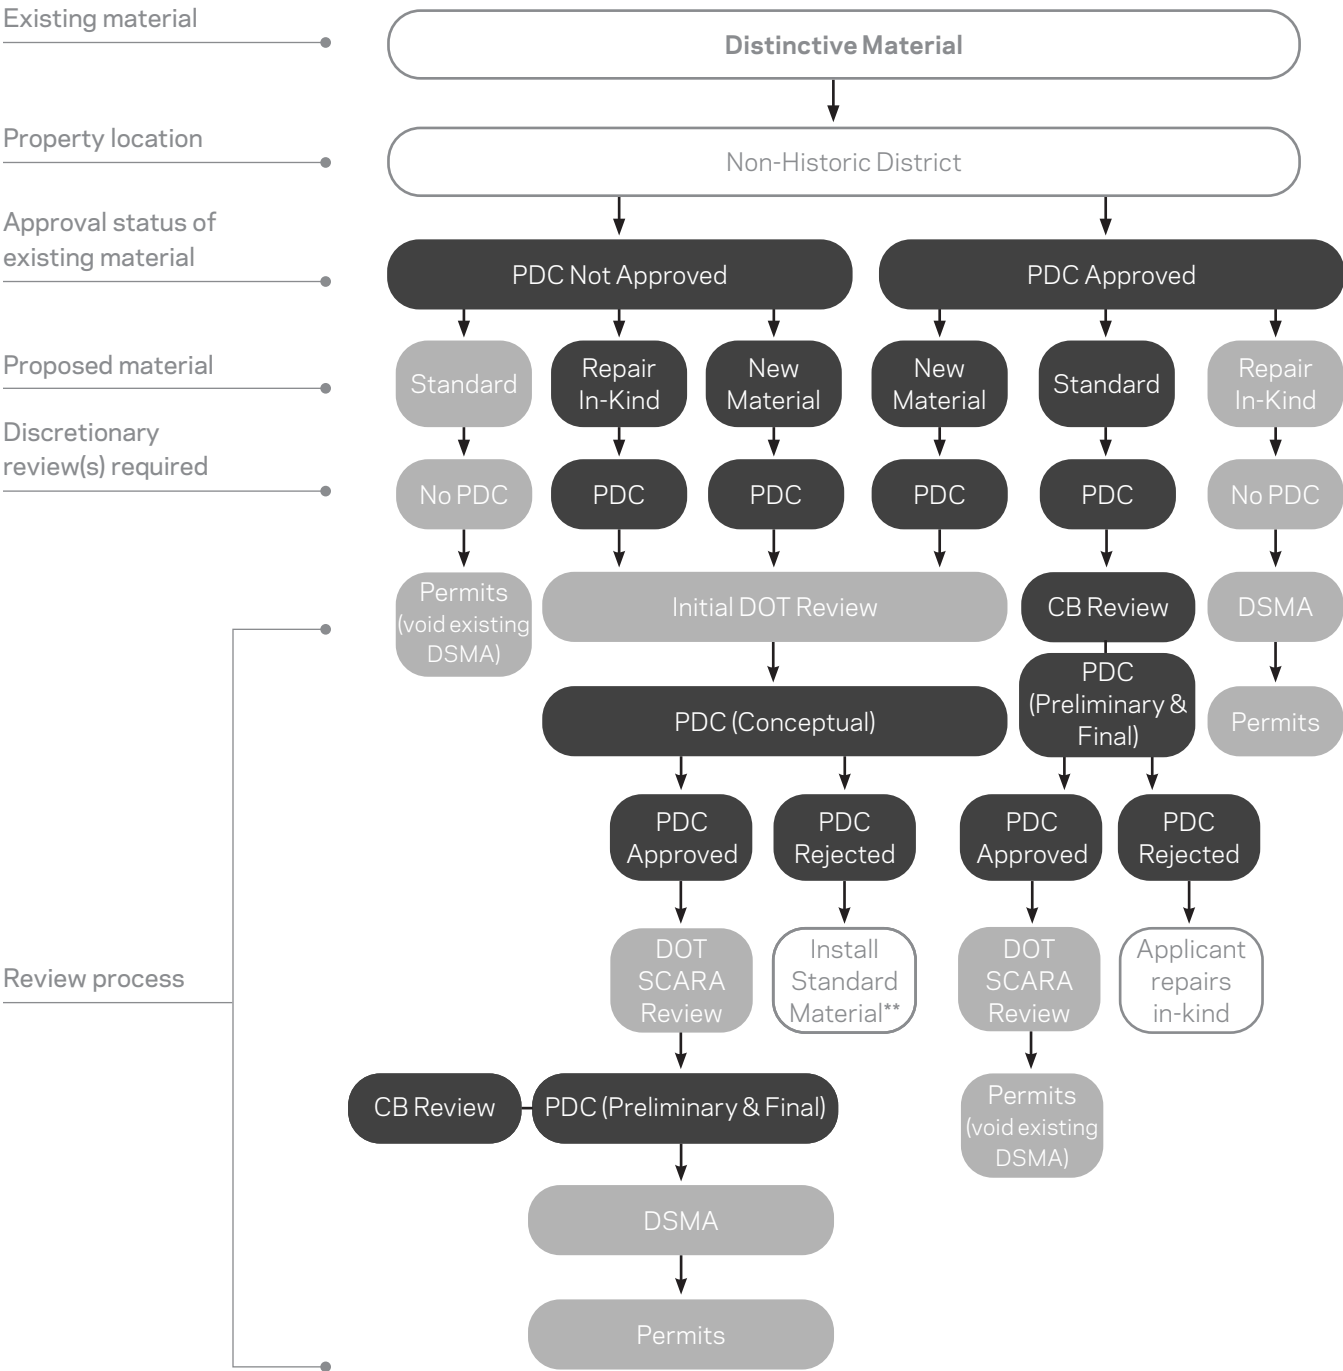 Existing material
Distinctive Material
Property location
Non-Historic District
Approval status of
existing material
PDC Not Approved
PDC Approved
Proposed material
Standard
Repair
In-Kind
New
Material
New
Material
Standard
Repair
In-Kind
Discretionary
review(s) required
No PDC
PDC
PDC
PDC
PDC
No PDC
Permits
(void existing
DSMA)
Initial DOT Review
CB Review
DSMA
PDC (Conceptual)
PDC
(Preliminary &
Final)
Permits
PDC
Approved
PDC
Rejected
PDC
Approved
PDC
Rejected
Review process
DOT
SCARA
Review
Install
Standard
Material**
DOT
SCARA
Review
Applicant
repairs
in-kind
CB Review
PDC (Preliminary & Final)
Permits
(void existing
DSMA)
DSMA
Permits